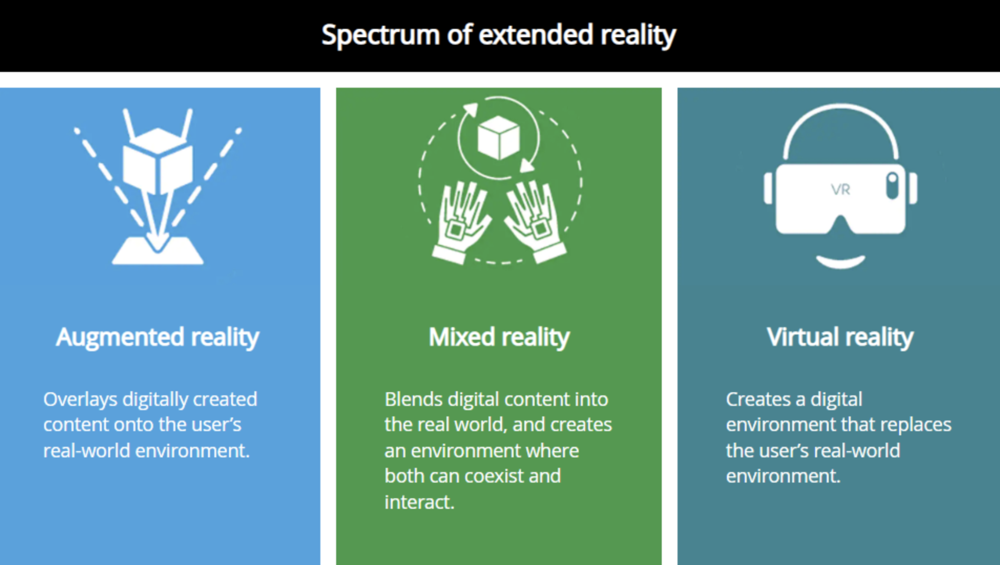 Spectrum of extended reality
VR
Augmented reality
Overlays digitally created
content onto the user’s
real-world environment.
Mixed reality
Blends digital content into
the real world, and creates
an environment where
both can coexist and
interact.
Virtual reality
Creates a digital
environment that replaces
the user’s real-world
environment.